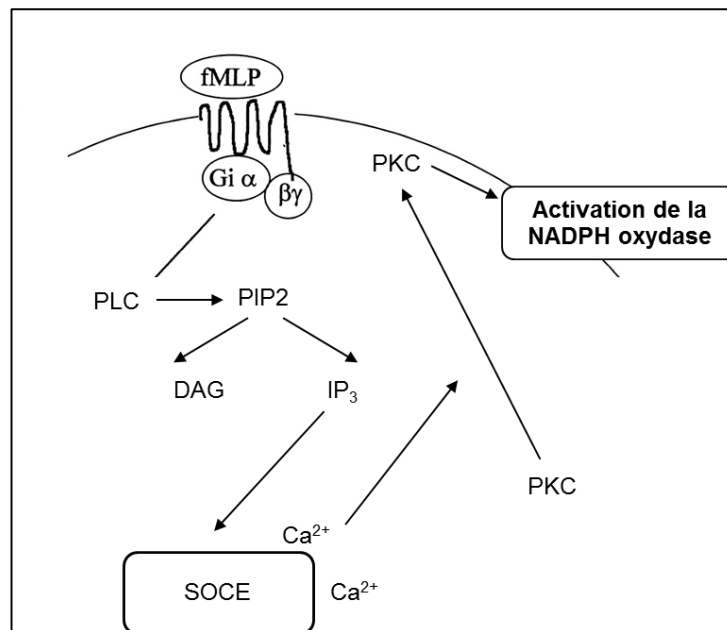 fMLP
Gi α
βγ
PKC
Activation de la
NADPH oxydase
PLC
PIP2
DAG
IP₃
PKC
Ca²⁺
SOCE
Ca²⁺